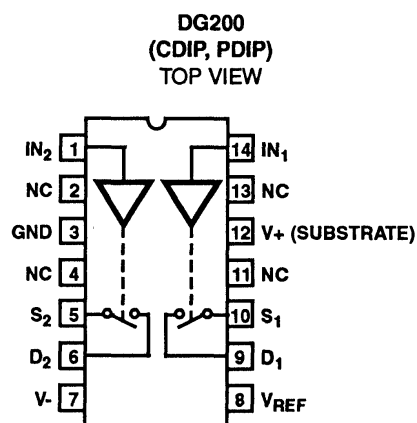 DG200
(CDIP, PDIP)
TOP VIEW
IN2 1 14 IN1
NC 2 13 NC
GND 3 12 V+ (SUBSTRATE)
NC 4 11 NC
S2 5 10 S1
D2 6 9 D1
V- 7 8 VREF